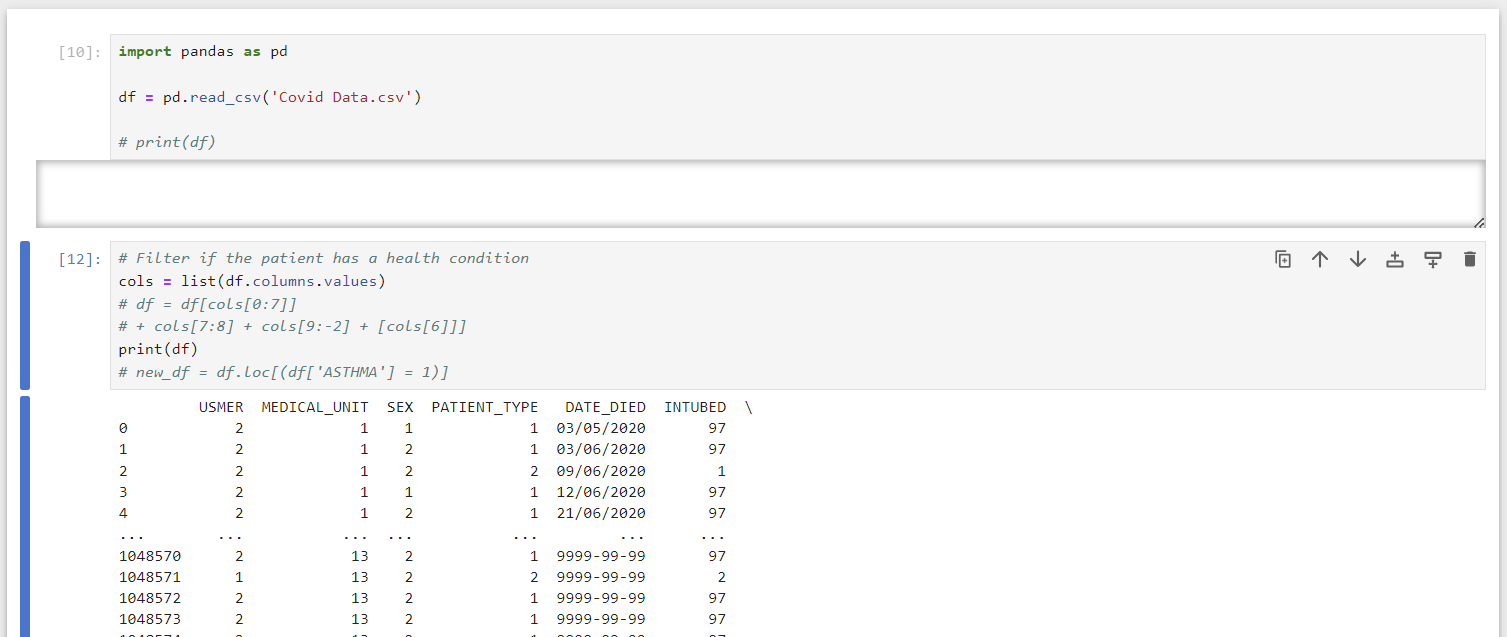 [10]: import pandas as pd
df = pd.read_csv('Covid Data.csv')
# print(df)
[12]: # Filter if the patient has a health condition
cols = list(df.columns.values)
# df = df[cols[0:7]]
# + cols[7:8] + cols[9:-2] + [cols[6]]]
print(df)
# new_df = df.loc[(df['ASTHMA'] = 1)]
USMER MEDICAL_UNIT SEX PATIENT_TYPE DATE_DIED INTUBED \
0 2 1 1 1 03/05/2020 97
1 2 1 2 1 03/06/2020 97
2 2 1 2 2 09/06/2020 1
3 2 1 1 1 12/06/2020 97
4 2 1 2 1 21/06/2020 97
... ... ... ... ... ... ...
1048570 2 13 2 1 9999-99-99 97
1048571 1 13 2 2 9999-99-99 2
1048572 2 13 2 1 9999-99-99 97
1048573 2 13 2 1 9999-99-99 97